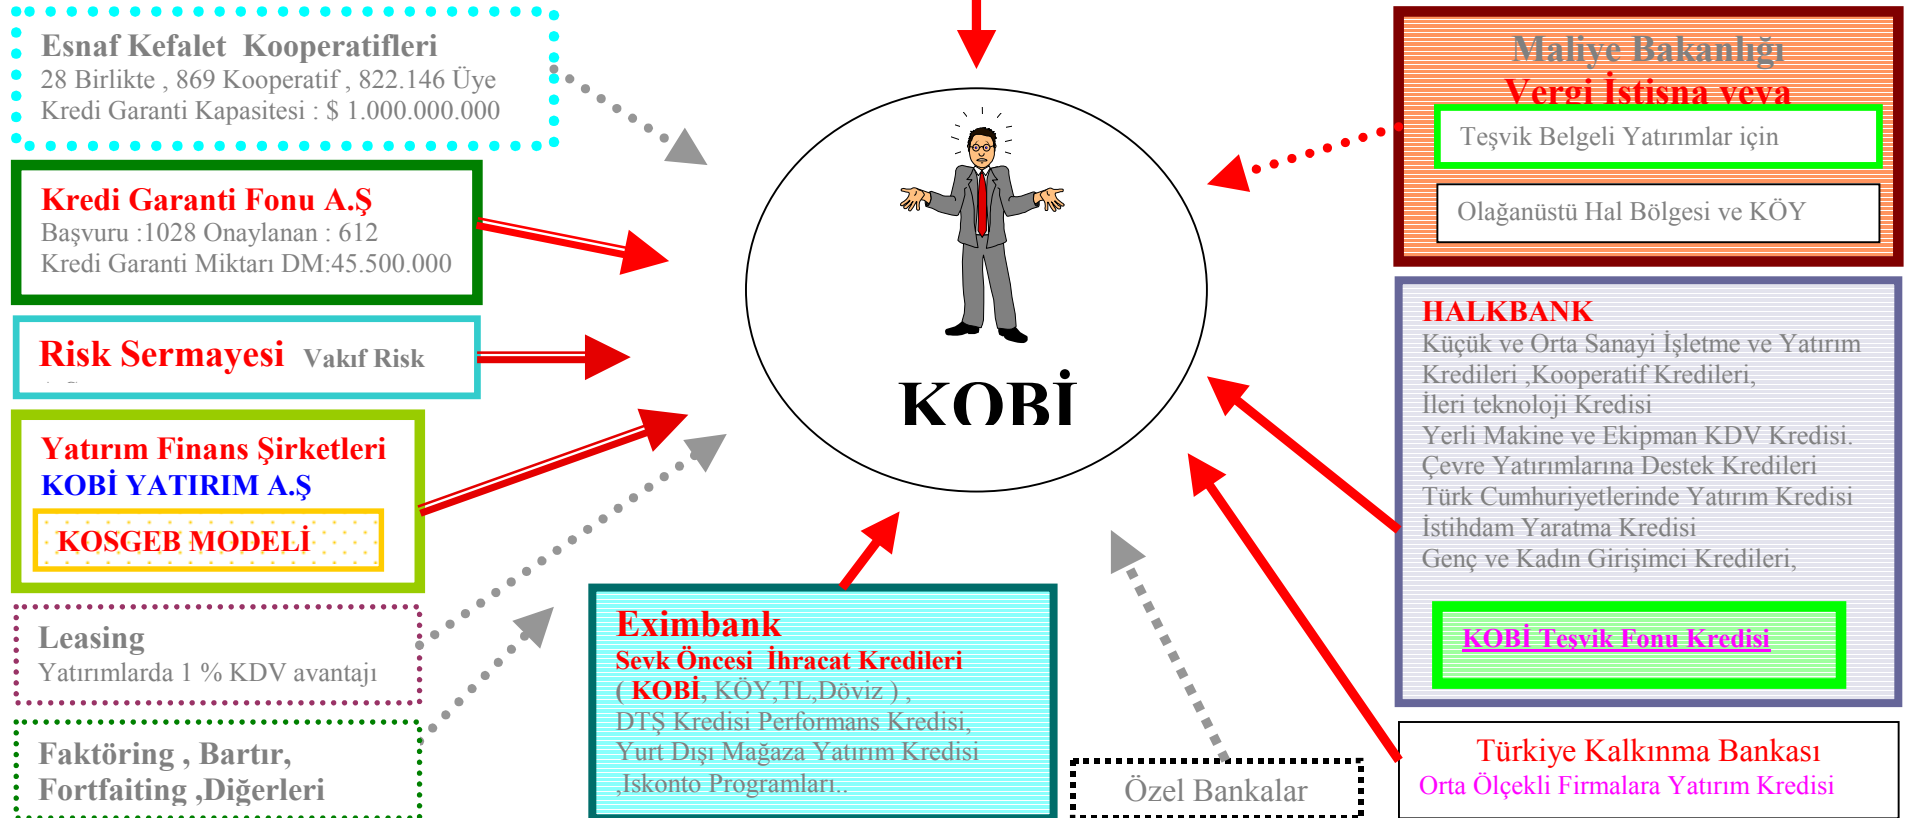 Esnaf Kefalet Kooperatifleri
28 Birlikte , 869 Kooperatif , 822.146 Üye
Kredi Garanti Kapasitesi : $ 1.000.000.000
Kredi Garanti Fonu A.Ş
Başvuru :1028 Onaylanan : 612
Kredi Garanti Miktarı DM:45.500.000
Risk Sermayesi Vakıf Risk
Yatırım Finans Şirketleri
KOBİ YATIRIM A.Ş
KOSGEB MODELİ
Leasing
Yatırımlarda 1 % KDV avantajı
Faktöring , Bartır,
Fortfaiting ,Diğerleri
KOBİ
Eximbank
Sevk Öncesi İhracat Kredileri
( KOBİ, KÖY,TL,Döviz ) ,
DTŞ Kredisi Performans Kredisi,
Yurt Dışı Mağaza Yatırım Kredisi
,Iskonto Programları..
Özel Bankalar
Maliye Bakanlığı
Vergi İstisna veya
Teşvik Belgeli Yatırımlar için
Olağanüstü Hal Bölgesi ve KÖY
HALKBANK
Küçük ve Orta Sanayi İşletme ve Yatırım
Kredileri ,Kooperatif Kredileri,
İleri teknoloji Kredisi
Yerli Makine ve Ekipman KDV Kredisi.
Çevre Yatırımlarına Destek Kredileri
Türk Cumhuriyetlerinde Yatırım Kredisi
İstihdam Yaratma Kredisi
Genç ve Kadın Girişimci Kredileri,
KOBİ Teşvik Fonu Kredisi
Türkiye Kalkınma Bankası
Orta Ölçekli Firmalara Yatırım Kredisi